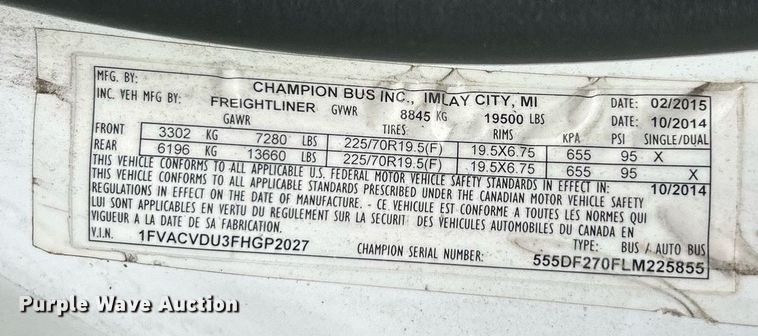 MFG. BY: CHAMPION BUS INC., IMLAY CITY, MI DATE: 02/2015
INC. VEH MFG BY: FREIGHTLINER GVWR 8845 KG 19500 LBS DATE: 10/2014
GAWR TIRES RIMS KPA PSI SINGLE/DUAL
FRONT 3302 KG 7280 LBS 225/70R19.5(F) 19.5X6.75 655 95 X
REAR 6196 KG 13660 LBS 225/70R19.5(F) 19.5X6.75 655 95 X
THIS VEHICLE CONFORMS TO ALL APPLICABLE U.S. FEDERAL MOTOR VEHICLE SAFETY STANDARDS IN EFFECT IN: 10/2014
THIS VEHICLE CONFORMS TO ALL APPLICABLE STANDARDS PRESCRIBED UNDER THE CANADIAN MOTOR VEHICLE SAFETY
REGULATIONS IN EFFECT ON THE DATE OF MANUFACTURE. - CE VEHICULE EST CONFORME A TOUTES LES NORMES QUI
LUI SONT APPLICABLES EN VERTU DU REGULEMENT SUR LA SECURIT DES VEHICULES AUTOMOBILES DU CANADA EN
VIGUEUR A LA DATE DE SA FABRICATION. TYPE: BUS / AUTO BUS
V.I.N. 1FVACVDU3FHGP2027 CHAMPION SERIAL NUMBER: 555DF270FLM225855
Purple Wave Auction